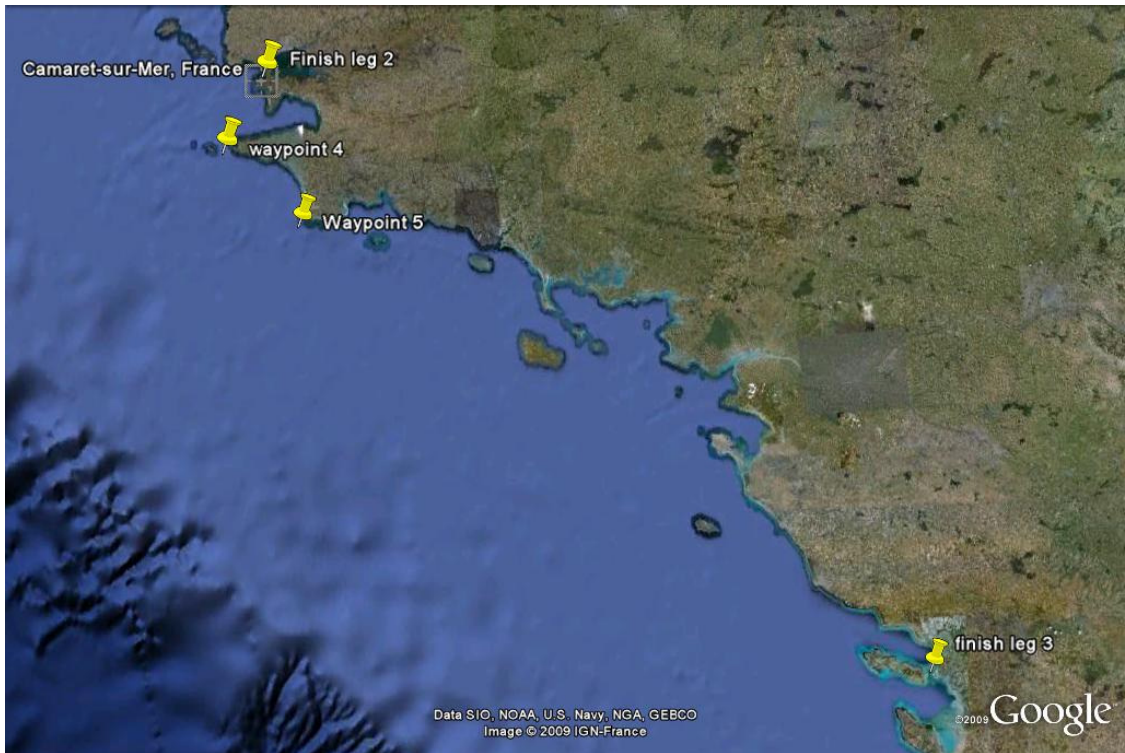 Finish leg 2
Camaret-sur-Mer, France
waypoint 4
Waypoint 5
finish leg 3
Data SIO, NOAA, U.S. Navy, NGA, GEBCO
Image © 2009 IGN-France
©2009 Google